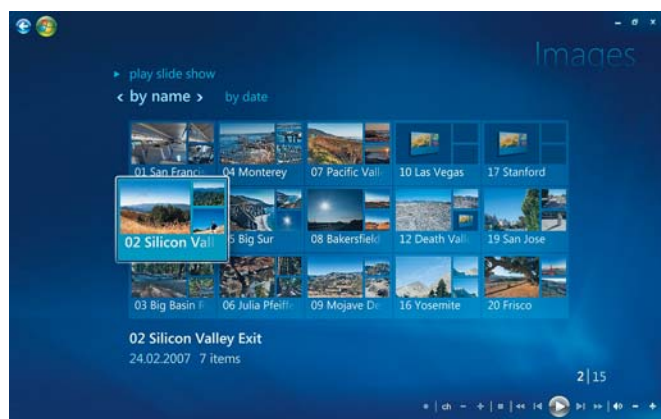 Images
play slide show
by name by date
01 San Francis 04 Monterey 07 Pacific Vall 10 Las Vegas 17 Stanford
02 Silicon Vall 5 Big Sur 08 Bakersfield 12 Death Vall 19 San Jose
03 Big Basin 06 Julia Pfeiff 09 Mojave De 16 Yosemite 20 Frisco
02 Silicon Valley Exit
24.02.2007 7 items
2|15
ch